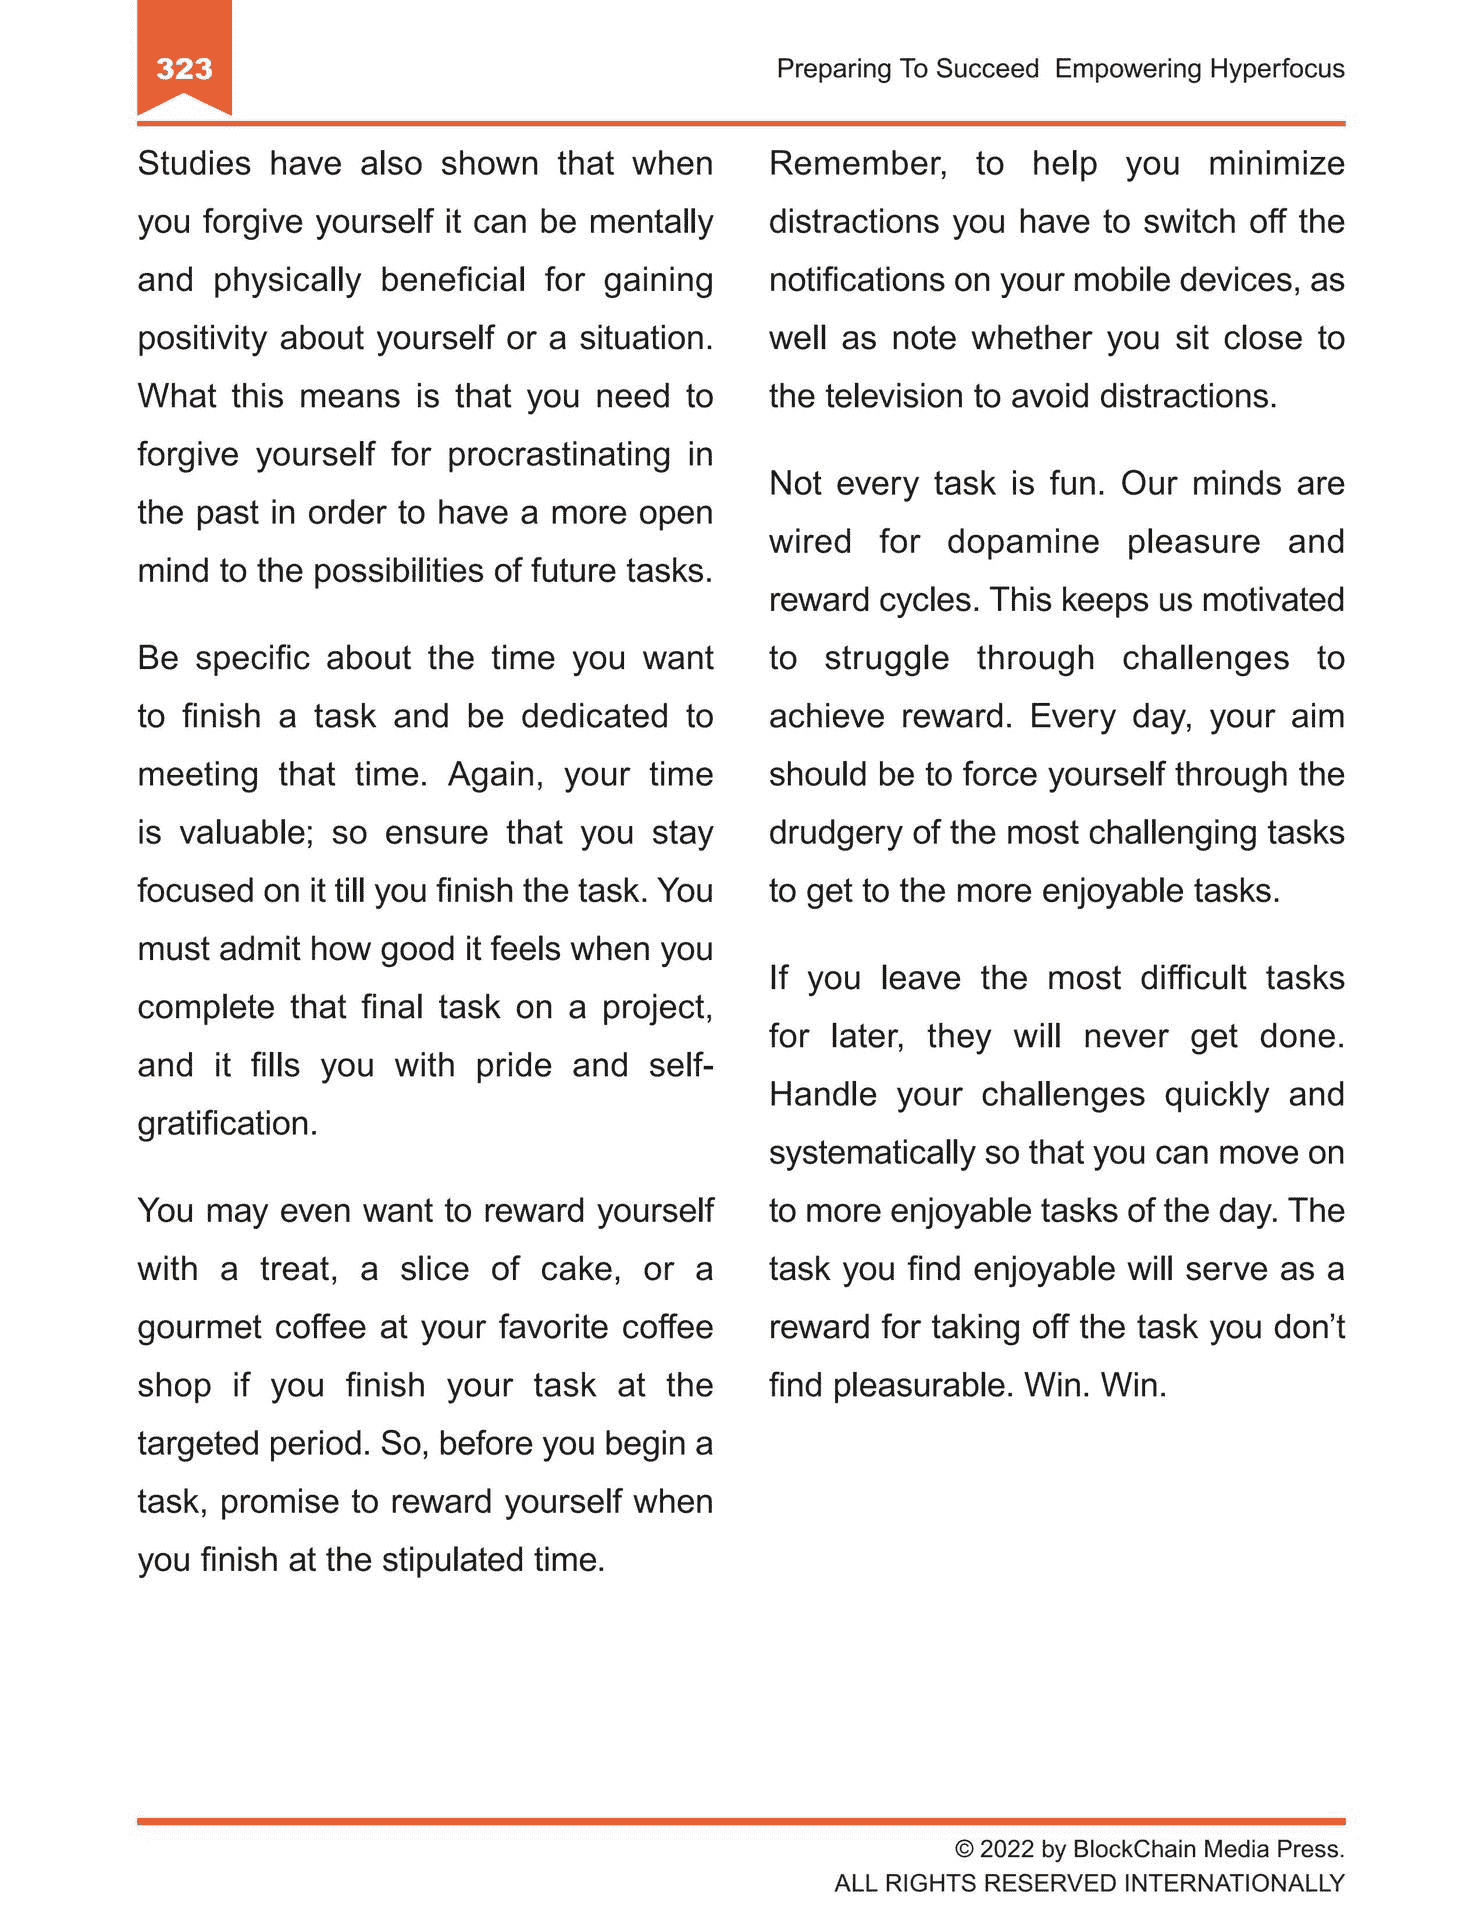 323
Preparing To Succeed  Empowering Hyperfocus
Studies have also shown that when
you forgive yourself it can be mentally
and physically beneficial for gaining
positivity about yourself or a situation.
What this means is that you need to
forgive yourself for procrastinating in
the past in order to have a more open
mind to the possibilities of future tasks.
Be specific about the time you want
to finish a task and be dedicated to
meeting that time. Again, your time
is valuable; so ensure that you stay
focused on it till you finish the task. You
must admit how good it feels when you
complete that final task on a project,
and it fills you with pride and self-
gratification.
You may even want to reward yourself
with a treat, a slice of cake, or a
gourmet coffee at your favorite coffee
shop if you finish your task at the
targeted period. So, before you begin a
task, promise to reward yourself when
you finish at the stipulated time.
Remember, to help you minimize
distractions you have to switch off the
notifications on your mobile devices, as
well as note whether you sit close to
the television to avoid distractions.
Not every task is fun. Our minds are
wired for dopamine pleasure and
reward cycles. This keeps us motivated
to struggle through challenges to
achieve reward. Every day, your aim
should be to force yourself through the
drudgery of the most challenging tasks
to get to the more enjoyable tasks.
If you leave the most difficult tasks
for later, they will never get done.
Handle your challenges quickly and
systematically so that you can move on
to more enjoyable tasks of the day. The
task you find enjoyable will serve as a
reward for taking off the task you don’t
find pleasurable. Win. Win.
© 2022 by BlockChain Media Press.
ALL RIGHTS RESERVED INTERNATIONALLY